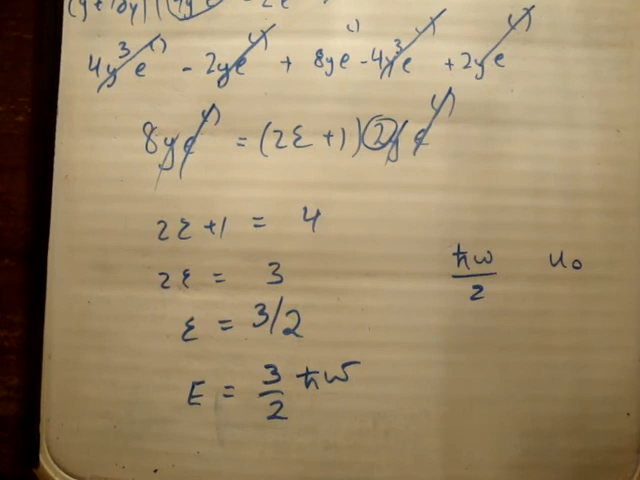 4y³e⁽⁾ - 2ye⁽⁾ + 8ye⁽⁾ - 4y³e⁽⁾ + 2ye⁽⁾
8ye⁽⁾ = (2ε + 1) 2ye⁽⁾
2ε + 1 = 4
2ε = 3
ħω/2 u₀
ε = 3/2
E = 3/2 ħω